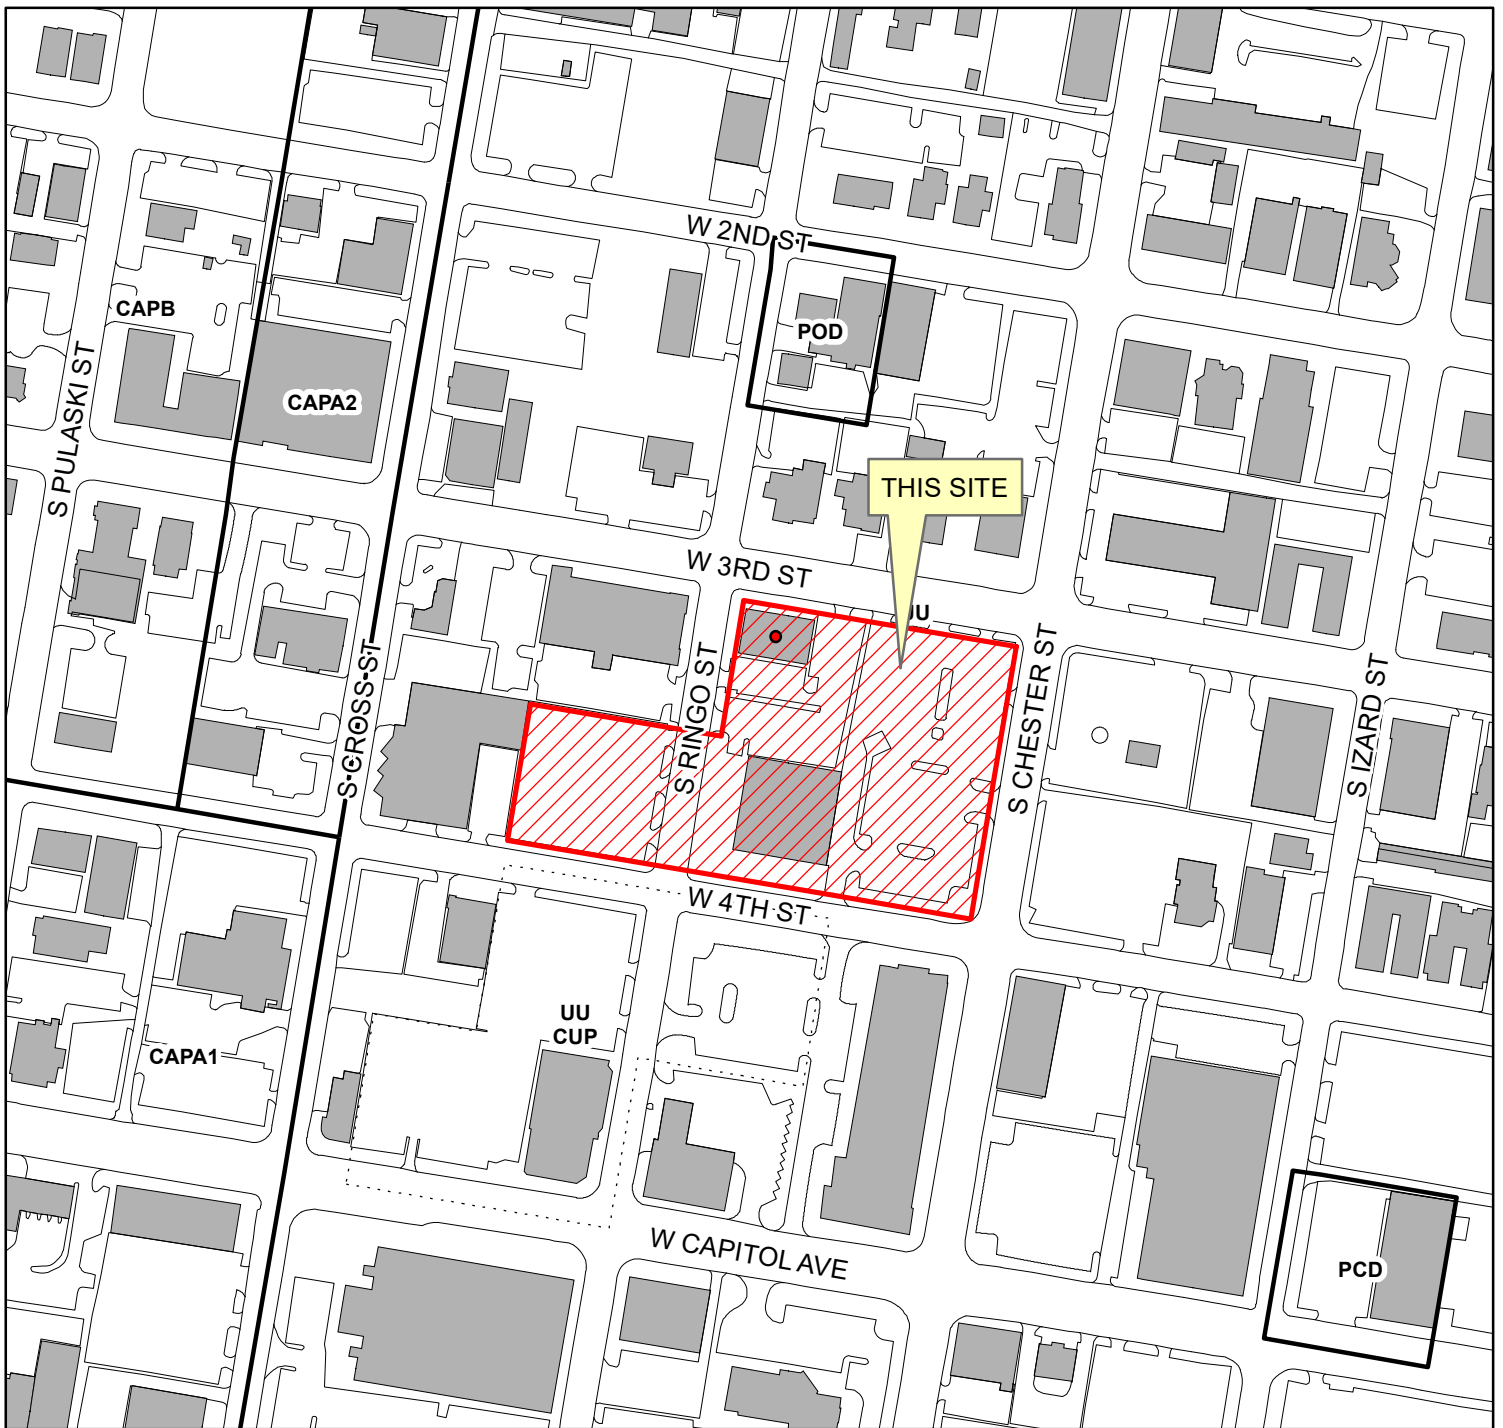 W 2ND ST
CAPB
POD
S PULASKI ST
CAPA2
THIS SITE
W 3RD ST
UU
S CROSS ST
S RINGO ST
S CHESTER ST
S IZARD ST
W 4TH ST
UU
CUP
CAPA1
W CAPITOL AVE
PCD